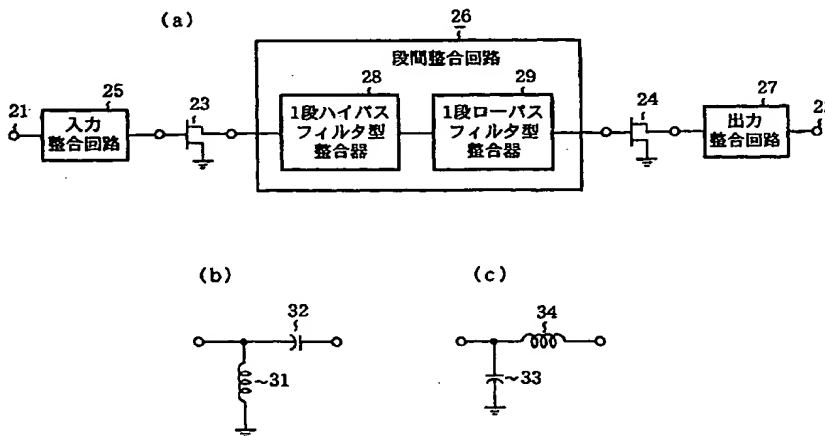 (a)
26
段間整合回路
21
25
入力
整合回路
23
28
1段ハイパス
フィルタ型
整合器
29
1段ローパス
フィルタ型
整合器
24
27
出力
整合回路
(b)
32
31
(c)
34
33